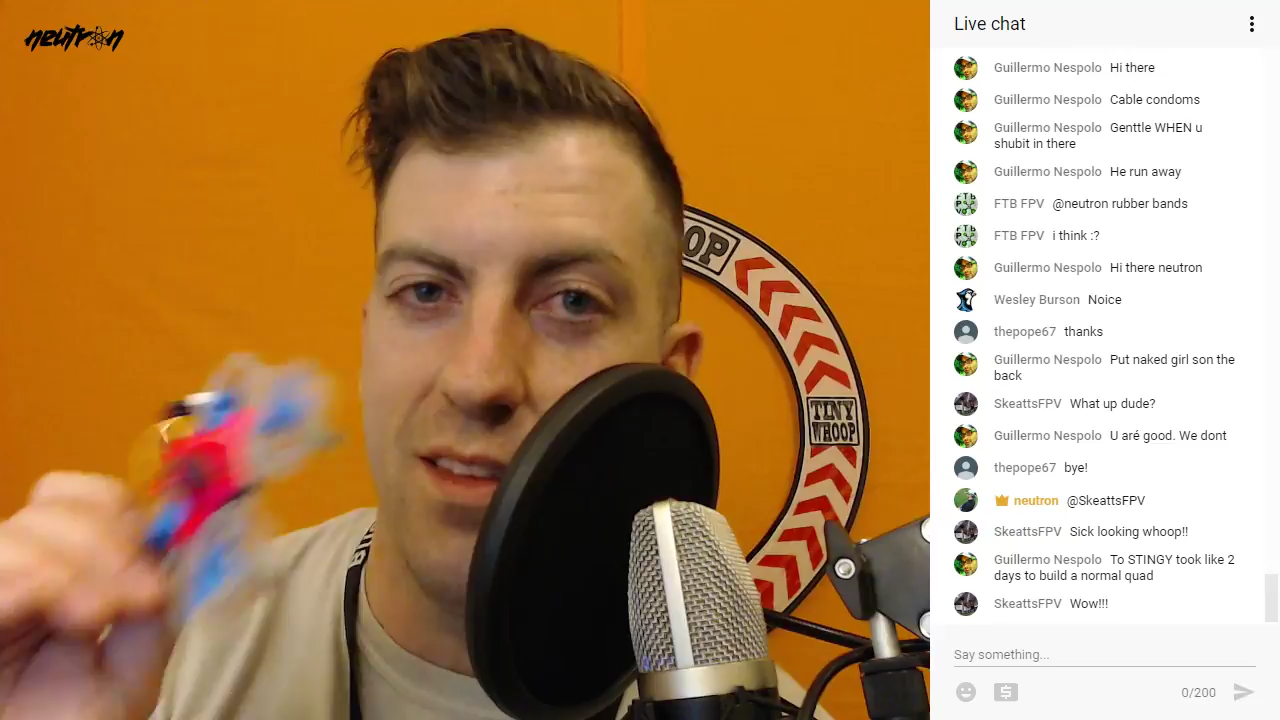 neutron
OP
TINY
WHOOP
Live chat
Guillermo Nespolo Hi there
Guillermo Nespolo Cable condoms
Guillermo Nespolo Genttle WHEN u
shubit in there
Guillermo Nespolo He run away
FTB FPV @neutron rubber bands
FTB FPV i think :?
Guillermo Nespolo Hi there neutron
Wesley Burson Noice
thepope67 thanks
Guillermo Nespolo Put naked girl son the
back
SkeattsFPV What up dude?
Guillermo Nespolo U aré good. We dont
thepope67 bye!
neutron @SkeattsFPV
SkeattsFPV Sick looking whoop!!
Guillermo Nespolo To STINGY took like 2
days to build a normal quad
SkeattsFPV Wow!!!
Say something...
0/200